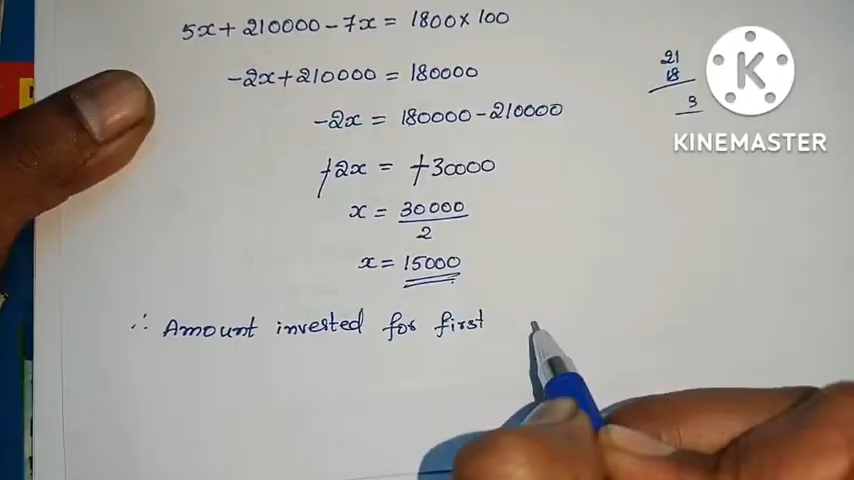 5x + 210000 - 7x = 1800 × 100
-2x + 210000 = 180000
-2x = 180000 - 210000
-2x = -30000
x = 30000
2
x = 15000
∴ Amount invested for first
21
18
3
K
KINEMASTER